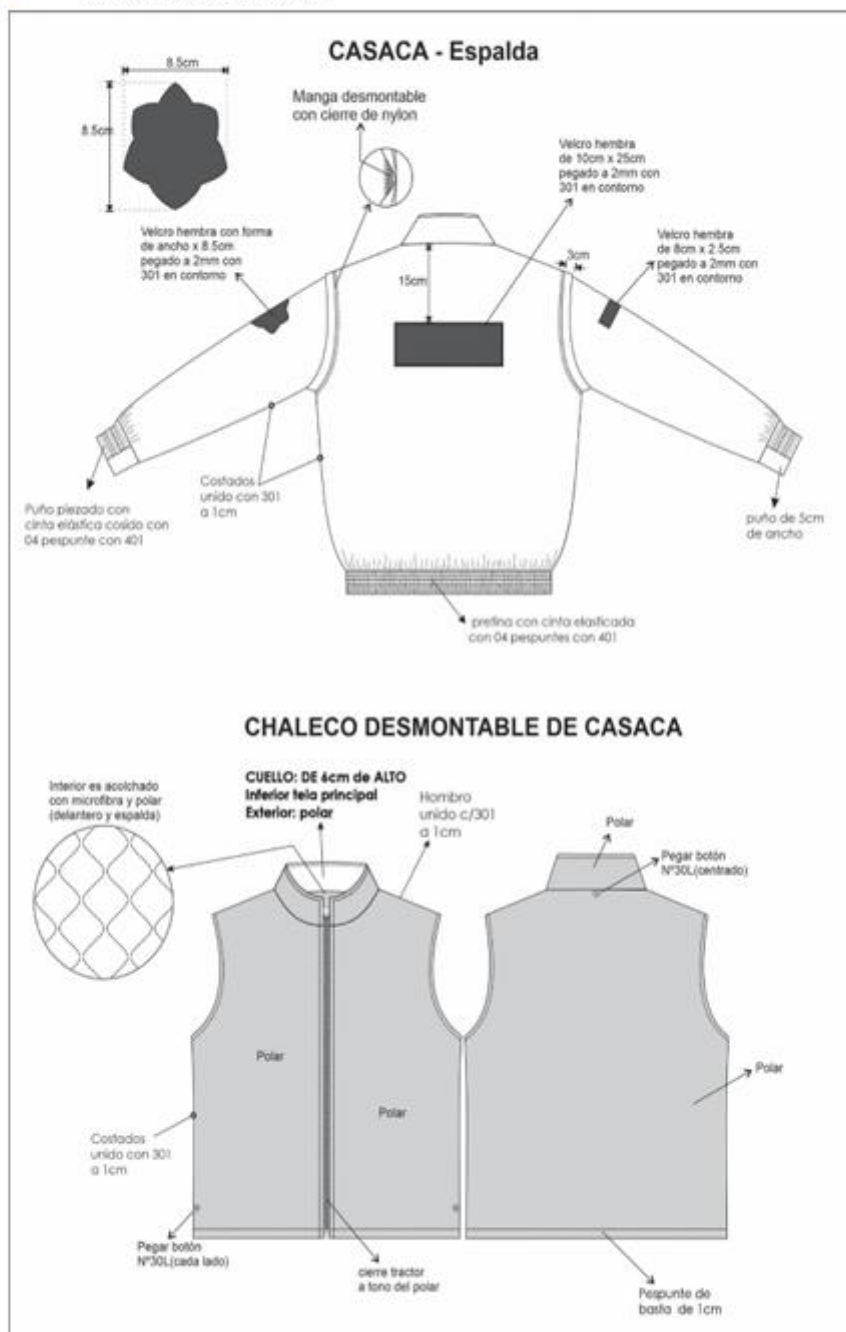 CASACA - Espalda
8.5cm
8.5cm
Manga desmontable
con cierre de nylon
Velcro hembra
de 10cm x 25cm
pegado a 2mm con
301 en contorno
Velcro hembra con forma
de ancho x 8.5cm
pegado a 2mm con
301 en contorno
15cm
3cm
Velcro hembra
de 8cm x 2.5cm
pegado a 2mm con
301 en contorno
Costados
unido con 301
a 1cm
Puño piezado con
cinta elástica cosido con
04 pespunte con 401
puño de 5cm
de ancho
pretina con cinta elasticada
con 04 pespuntes con 401
CHALECO DESMONTABLE DE CASACA
Interior es acolchado
con microfibra y polar
(delantero y espalda)
CUELLO: DE 6cm de ALTO
Inferior tela principal
Exterior: polar
Hombro
unido c/301
a 1cm
Polar
Pegar botón
Nº30L(centrado)
Polar
Polar
Polar
Costados
unido con 301
a 1cm
Pegar botón
Nº30L(cada lado)
cierre tractor
a tono del polar
Pespunte de
basta de 1cm